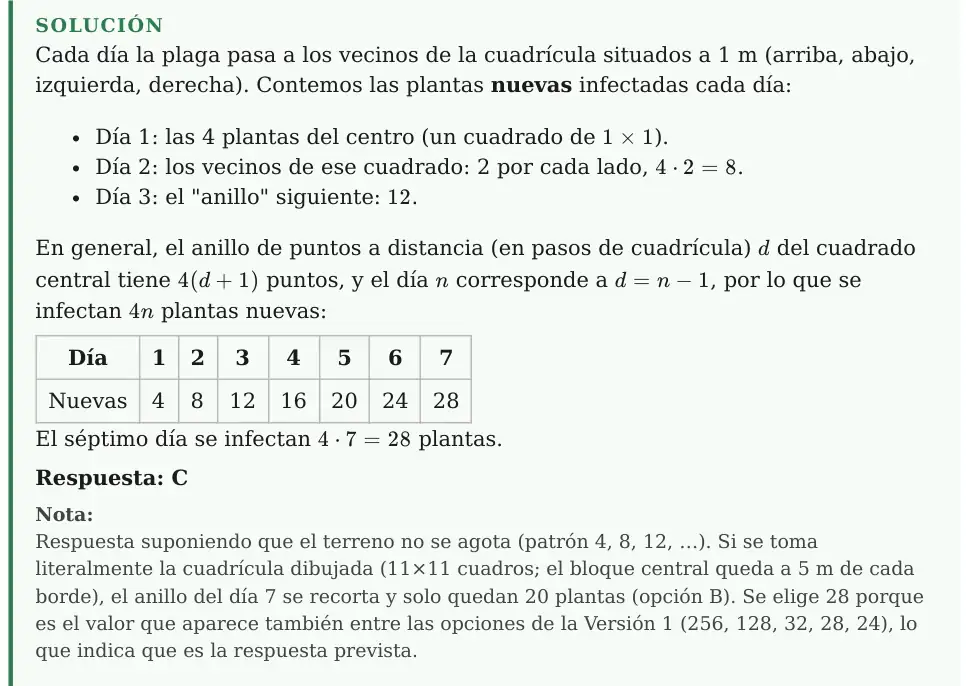 SOLUCIÓN
Cada día la plaga pasa a los vecinos de la cuadrícula situados a 1 m (arriba, abajo,
izquierda, derecha). Contemos las plantas nuevas infectadas cada día:
• Día 1: las 4 plantas del centro (un cuadrado de 1 × 1).
• Día 2: los vecinos de ese cuadrado: 2 por cada lado, 4 · 2 = 8.
• Día 3: el "anillo" siguiente: 12.
En general, el anillo de puntos a distancia (en pasos de cuadrícula) d del cuadrado
central tiene 4(d + 1) puntos, y el día n corresponde a d = n − 1, por lo que se
infectan 4n plantas nuevas:
Día 1 2 3 4 5 6 7
Nuevas 4 8 12 16 20 24 28
El séptimo día se infectan 4 · 7 = 28 plantas.
Respuesta: C
Nota:
Respuesta suponiendo que el terreno no se agota (patrón 4, 8, 12, ...). Si se toma
literalmente la cuadrícula dibujada (11×11 cuadros; el bloque central queda a 5 m de cada
borde), el anillo del día 7 se recorta y solo quedan 20 plantas (opción B). Se elige 28 porque
es el valor que aparece también entre las opciones de la Versión 1 (256, 128, 32, 28, 24), lo
que indica que es la respuesta prevista.